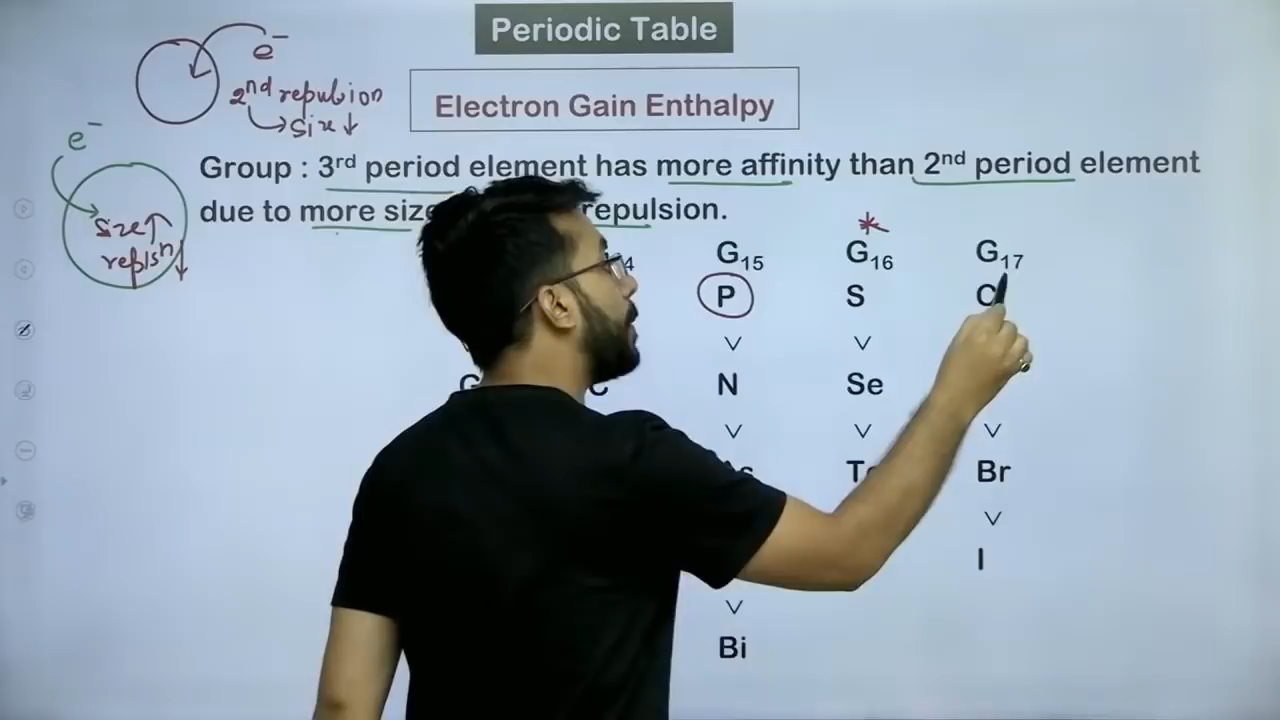 Periodic Table
e⁻
2nd repulsion
→ size ↓
Electron Gain Enthalpy
e⁻
size ↑
replsn ↓
Group : 3rd period element has more affinity than 2nd period element
due to more size repulsion.
*
4 G15 G16 G17
P S C
v v
C N Se
v v v
Br
v
I
v
Bi